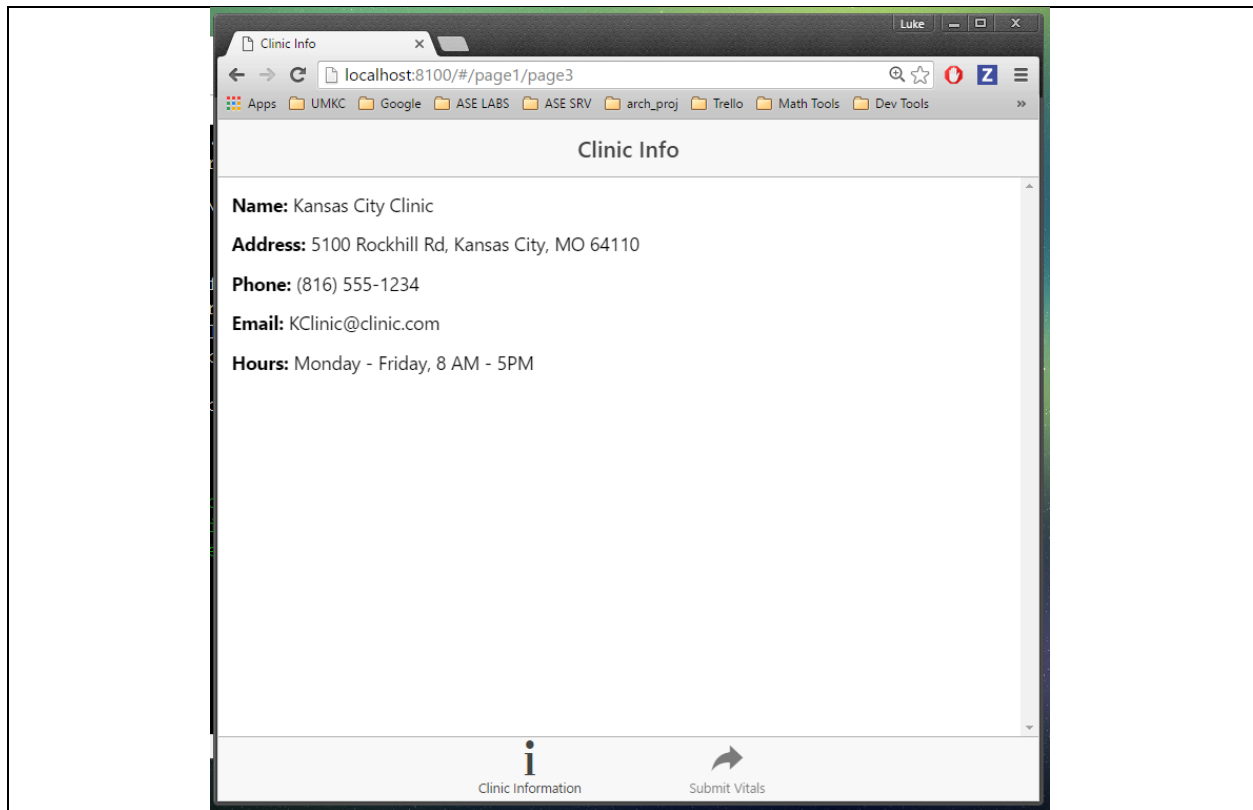 Luke
Clinic Info
localhost:8100/#/page1/page3
Apps UMKC Google ASE LABS ASE SRV arch_proj Trello Math Tools Dev Tools »
Clinic Info
Name: Kansas City Clinic
Address: 5100 Rockhill Rd, Kansas City, MO 64110
Phone: (816) 555-1234
Email: KClinic@clinic.com
Hours: Monday - Friday, 8 AM - 5PM
Clinic Information Submit Vitals